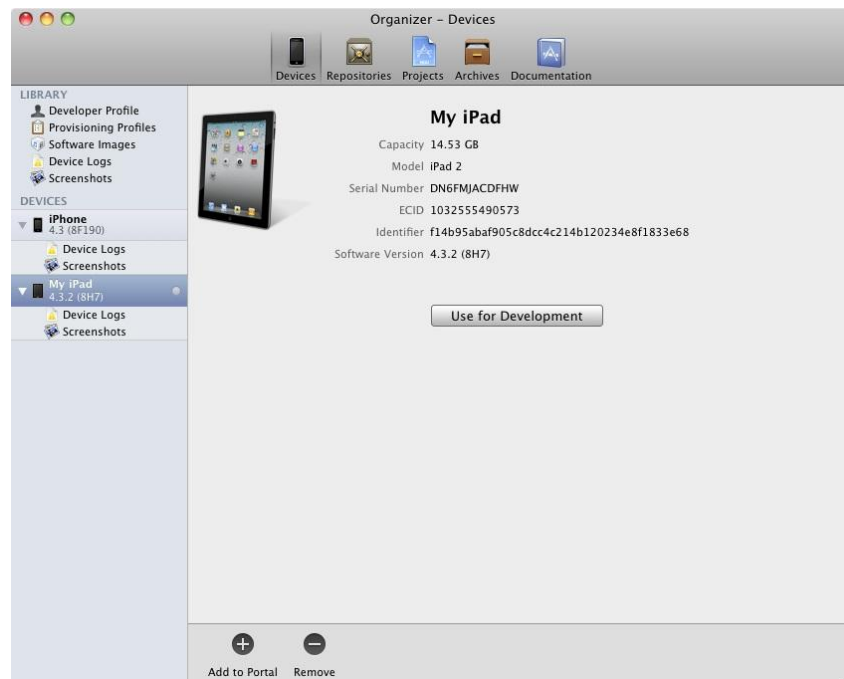 Organizer – Devices
Devices Repositories Projects Archives Documentation
LIBRARY
Developer Profile
Provisioning Profiles
Software Images
Device Logs
Screenshots
DEVICES
iPhone
4.3 (8F190)
Device Logs
Screenshots
My iPad
4.3.2 (8H7)
Device Logs
Screenshots
My iPad
Capacity 14.53 GB
Model iPad 2
Serial Number DN6FMJACDFHW
ECID 1032555490573
Identifier f14b95abaf905c8dcc4c214b120234e8f1833e68
Software Version 4.3.2 (8H7)
Use for Development
Add to Portal Remove